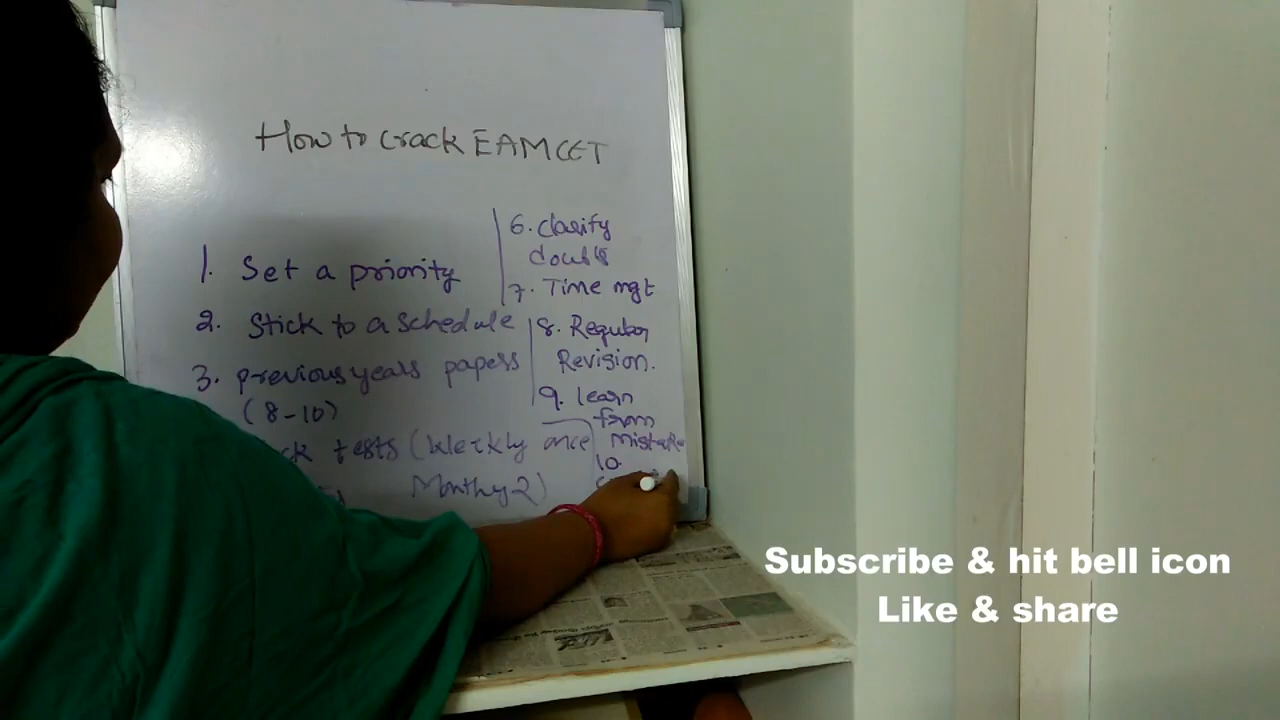 How to crack EAMCET
1. Set a priority
2. Stick to a schedule
3. previous years papers
(8-10)
tests (Weekly once
Monthy 2)
6. Clarify
doubts
7. Time mgt
8. Regular
Revision.
9. learn
from
mistake
10.
Subscribe & hit bell icon
Like & share